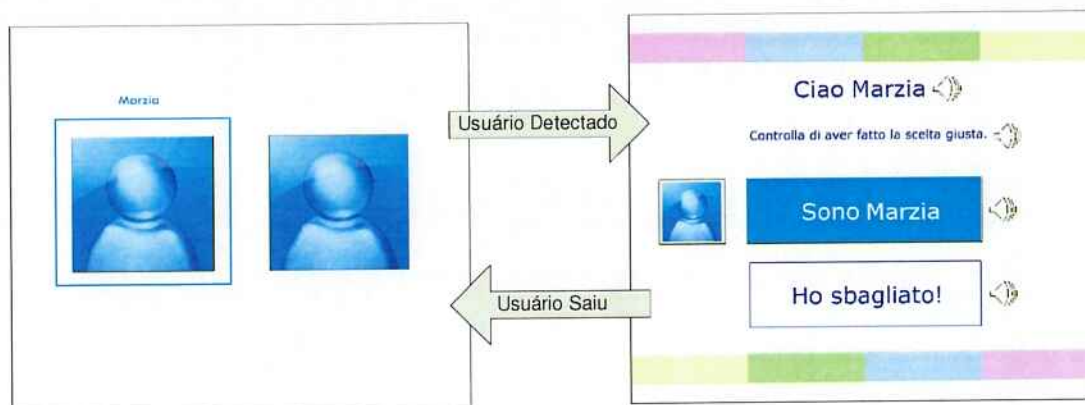 Marzia
Usuário Detectado
Usuário Saiu
Ciao Marzia
Controlla di aver fatto la scelta giusta.
Sono Marzia
Ho sbagliato!